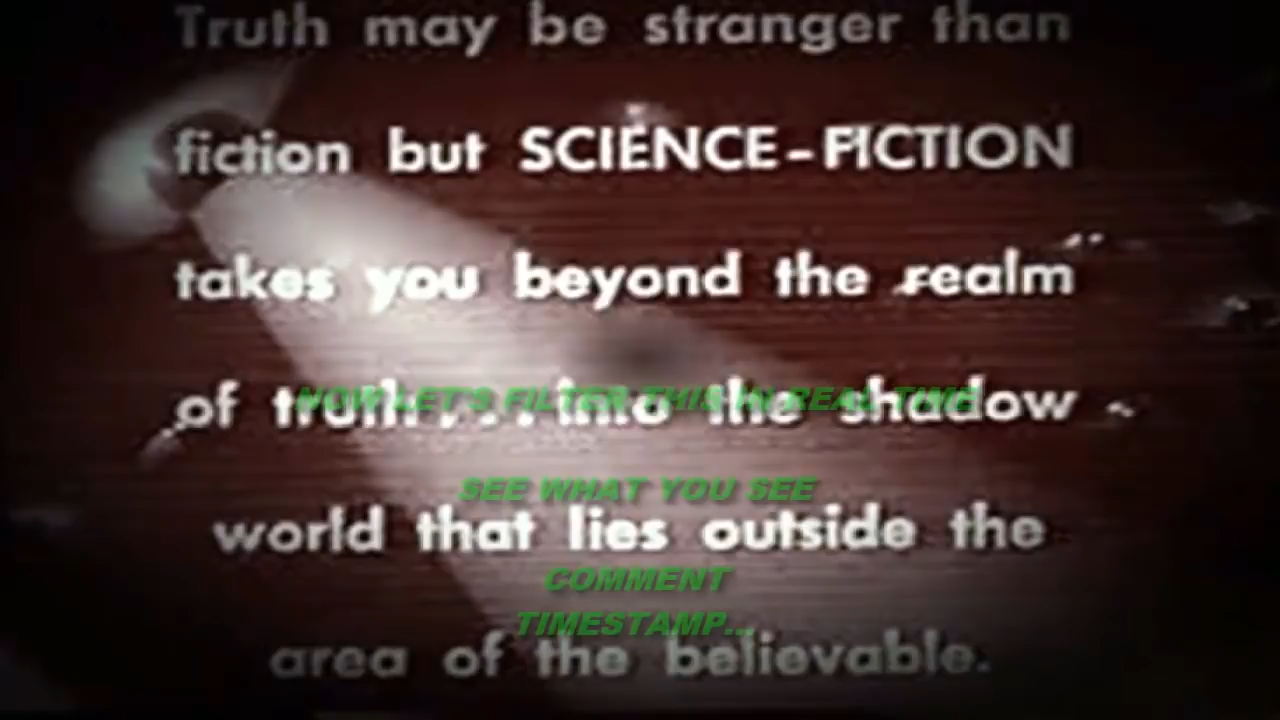 Truth may be stranger than
fiction but SCIENCE-FICTION
takes you beyond the realm
of truth . . . into the shadow
NOW LET'S FILTER THIS IN REAL TIME
SEE WHAT YOU SEE
world that lies outside the
COMMENT
TIMESTAMP...
area of the believable.